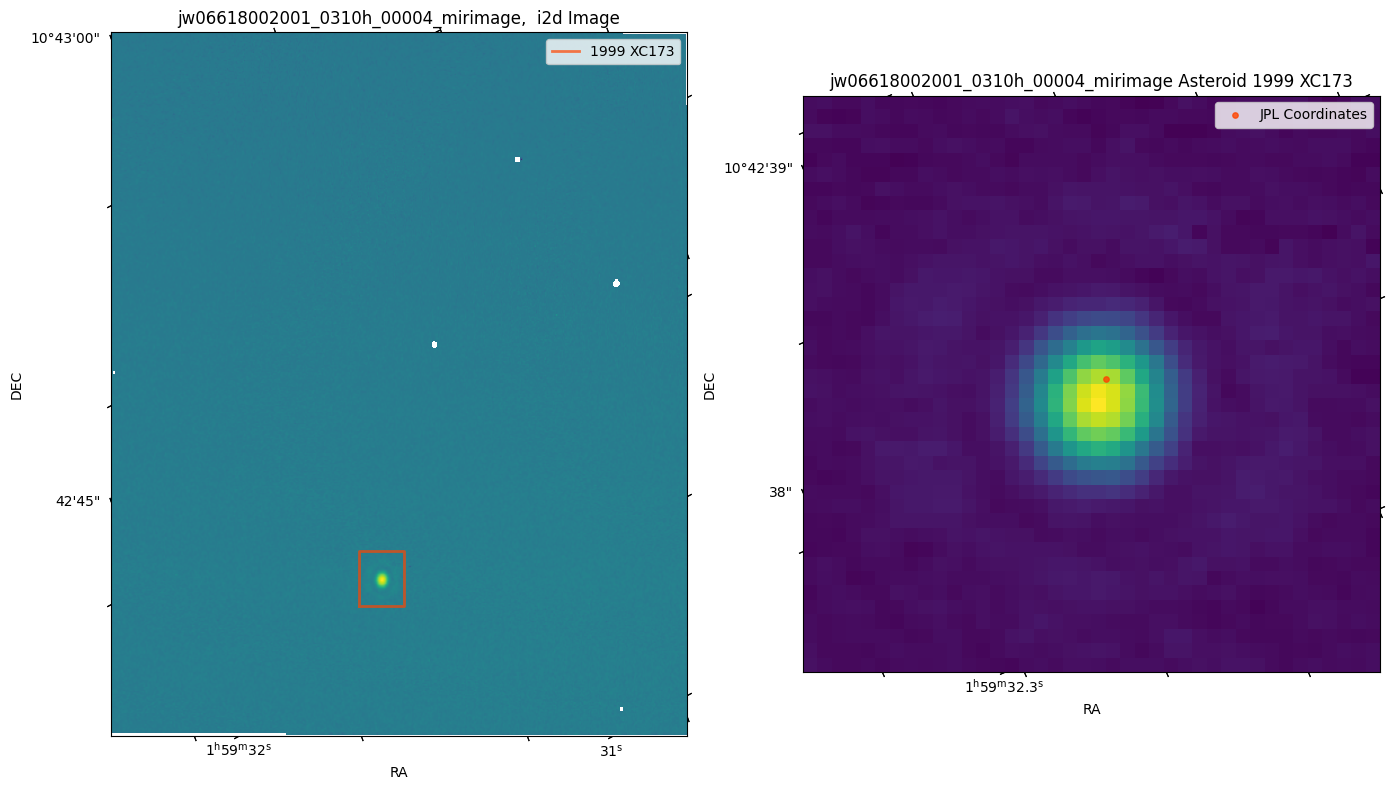 jw06618002001_0310h_00004_mirimage,  i2d Image
1999 XC173
10°43'00"
42'45"
DEC
1ʰ59ᵐ32ˢ
31ˢ
RA
jw06618002001_0310h_00004_mirimage Asteroid 1999 XC173
JPL Coordinates
10°42'39"
38"
DEC
1ʰ59ᵐ32.3ˢ
RA